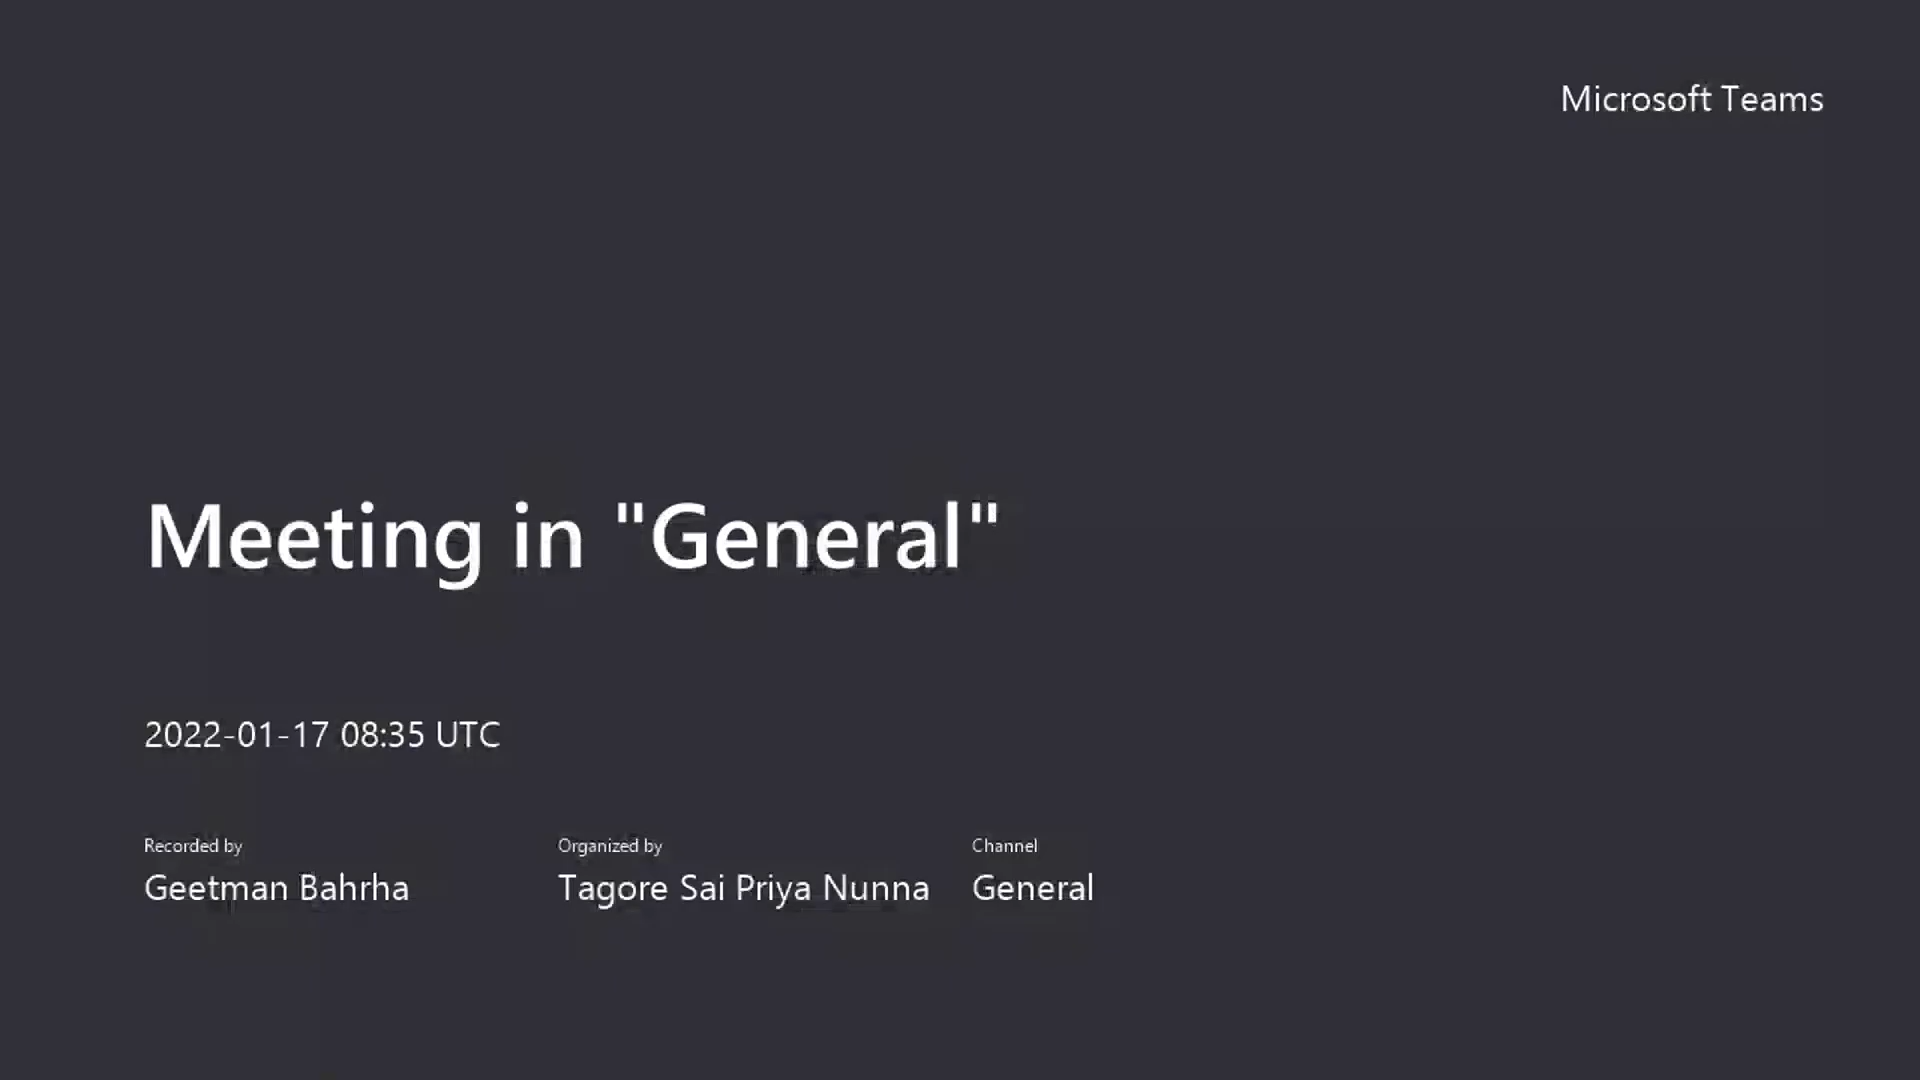 Microsoft Teams
Meeting in "General"
2022-01-17 08:35 UTC
Recorded by
Geetman Bahrha
Organized by
Tagore Sai Priya Nunna
Channel
General